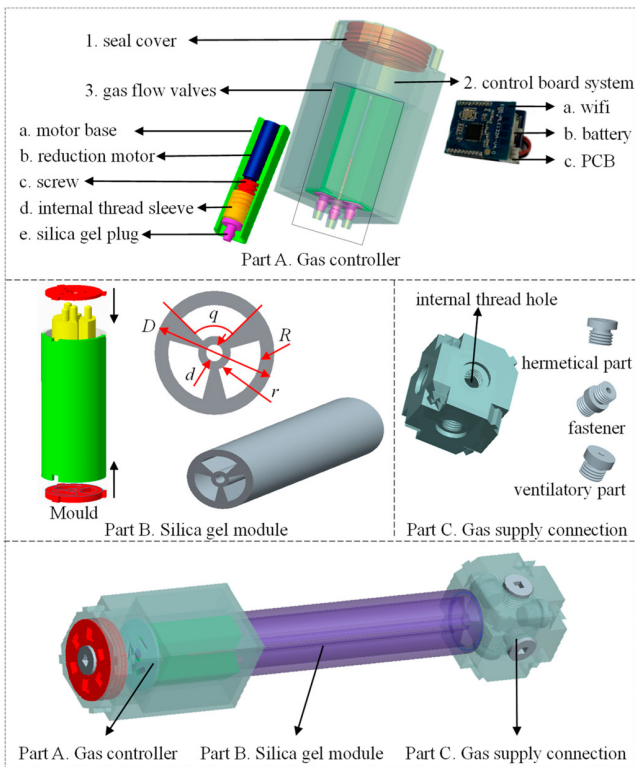 1. seal cover
3. gas flow valves
2. control board system
a. motor base
a. wifi
b. reduction motor
b. battery
c. screw
c. PCB
d. internal thread sleeve
e. silica gel plug
Part A. Gas controller
q
D
R
d
r
Mould
Part B. Silica gel module
internal thread hole
hermetical part
fastener
ventilatory part
Part C. Gas supply connection
Part A. Gas controller
Part B. Silica gel module
Part C. Gas supply connection